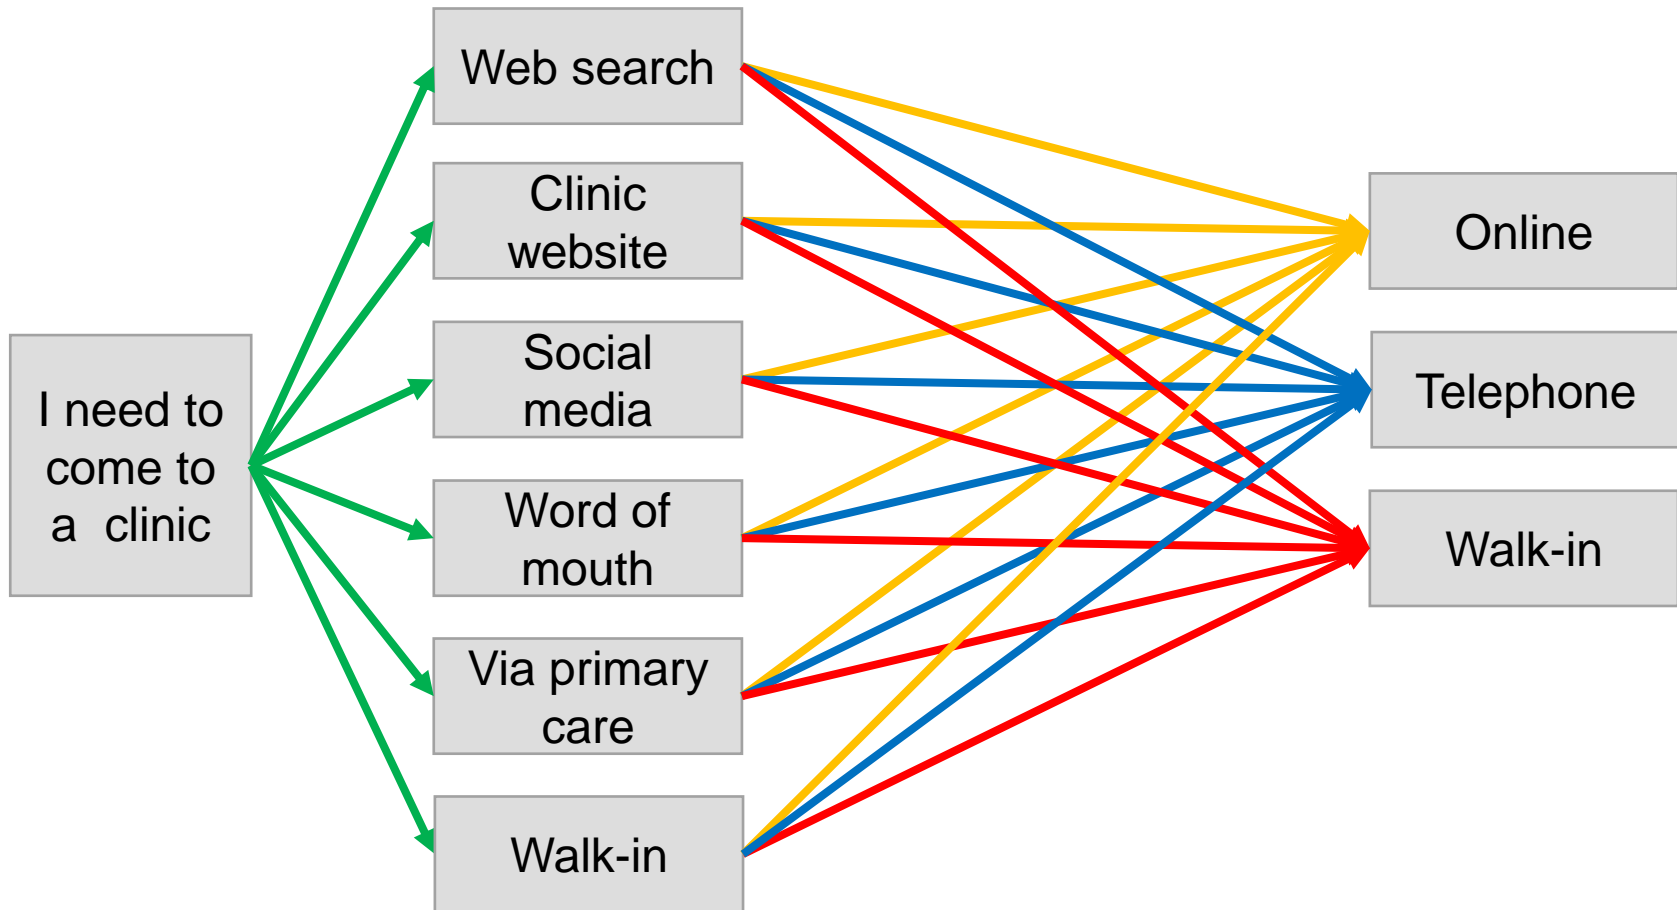 I need to
come to
a  clinic
Web search
Clinic
website
Social
media
Word of
mouth
Via primary
care
Walk-in
Online
Telephone
Walk-in